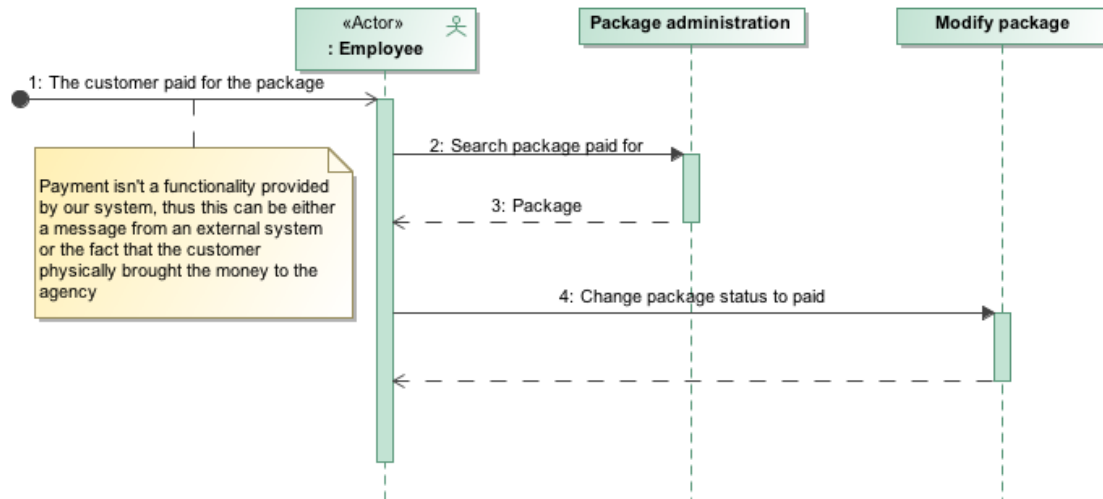 «Actor»
: Employee
Package administration
Modify package
1: The customer paid for the package
2: Search package paid for
3: Package
Payment isn't a functionality provided
by our system, thus this can be either
a message from an external system
or the fact that the customer
physically brought the money to the
agency
4: Change package status to paid